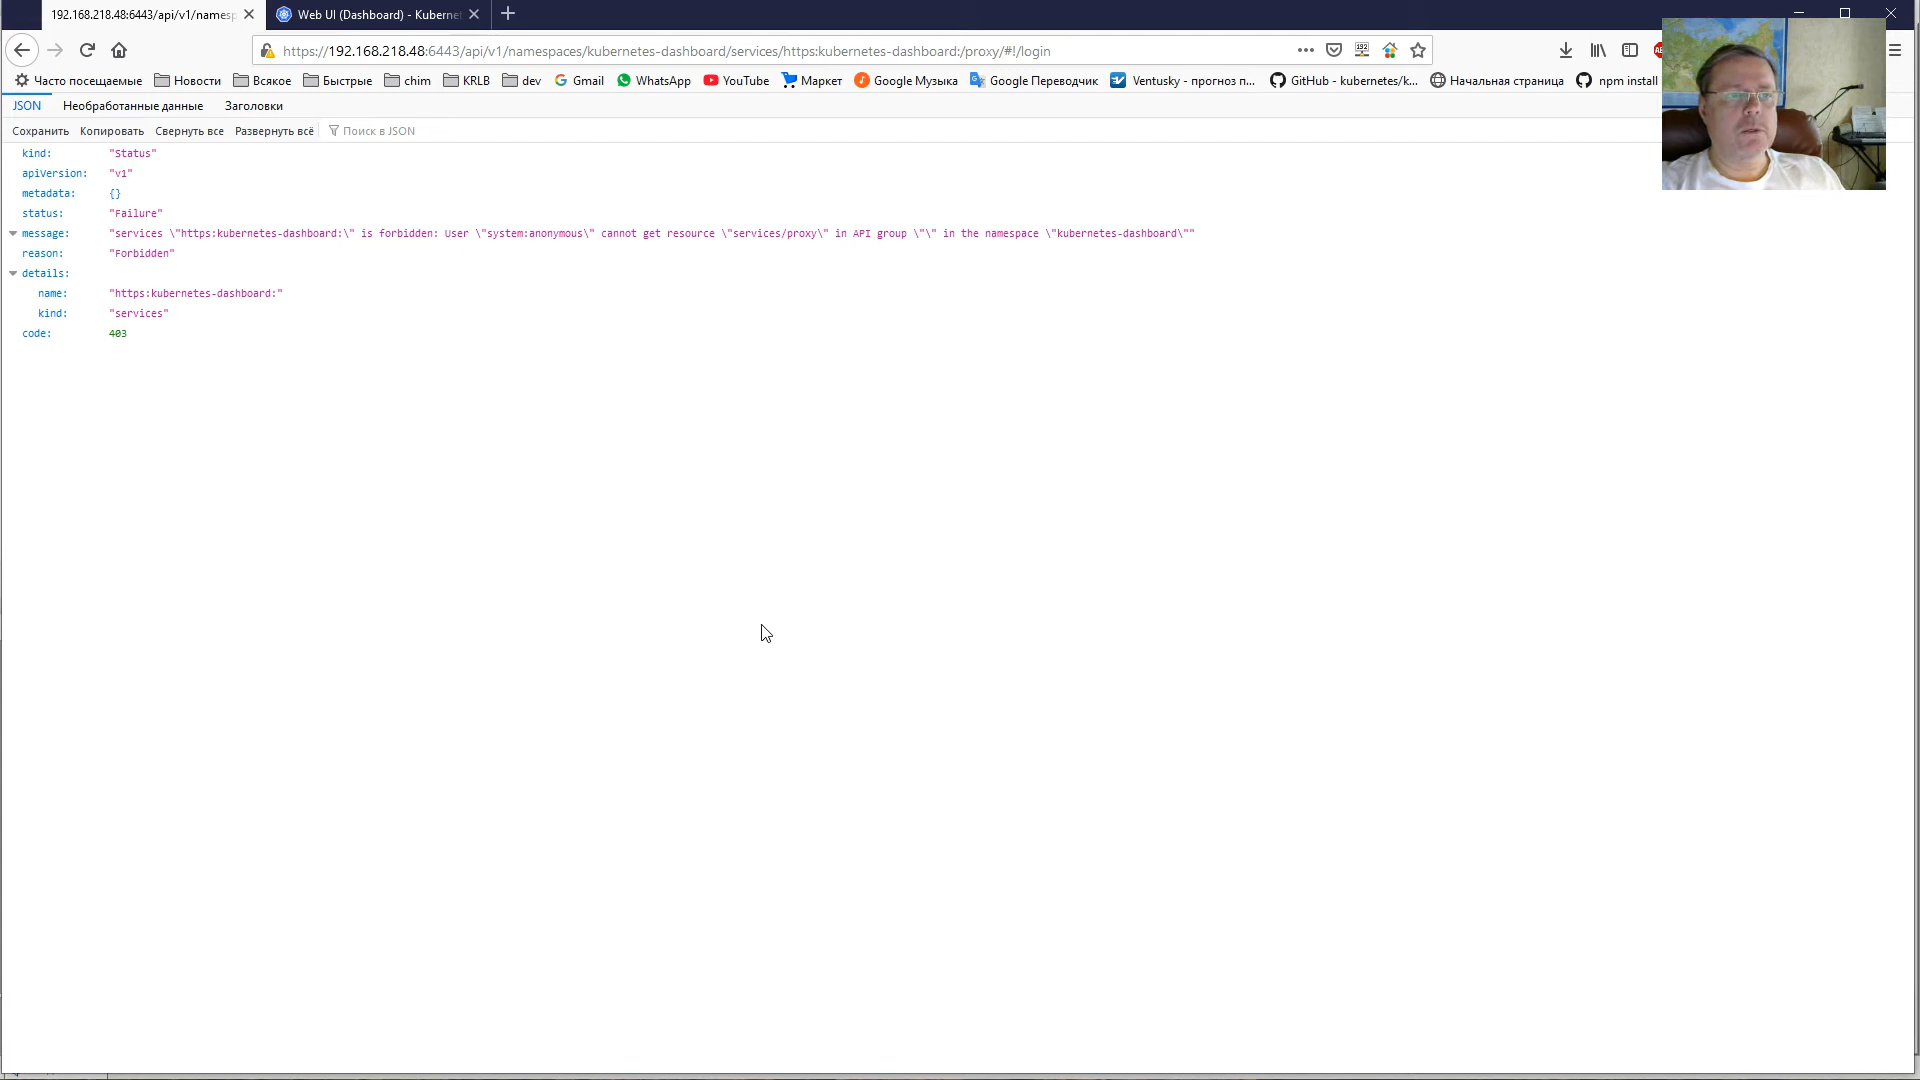 192.168.218.48:6443/api/v1/namesp
Web UI (Dashboard) - Kuberne
https://192.168.218.48:6443/api/v1/namespaces/kubernetes-dashboard/services/https:kubernetes-dashboard:/proxy/#!/login
Часто посещаемые Новости Всякое Быстрые chim KRLB dev Gmail WhatsApp YouTube Маркет Google Музыка Google Переводчик Ventusky - прогноз п... GitHub - kubernetes/k... Начальная страница npm install
JSON Необработанные данные Заголовки
Сохранить Копировать Свернуть все Развернуть всё Поиск в JSON
kind: "Status"
apiVersion: "v1"
metadata: {}
status: "Failure"
message: "services \"https:kubernetes-dashboard:\" is forbidden: User \"system:anonymous\" cannot get resource \"services/proxy\" in API group \"\" in the namespace \"kubernetes-dashboard\""
reason: "Forbidden"
details:
name: "https:kubernetes-dashboard:"
kind: "services"
code: 403